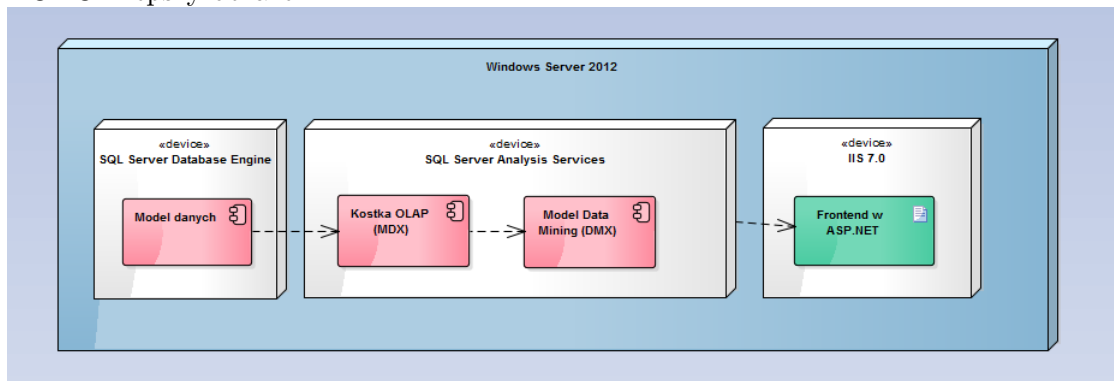 Windows Server 2012
«device»
SQL Server Database Engine
Model danych
«device»
SQL Server Analysis Services
Kostka OLAP
(MDX)
Model Data
Mining (DMX)
«device»
IIS 7.0
Frontend w
ASP.NET